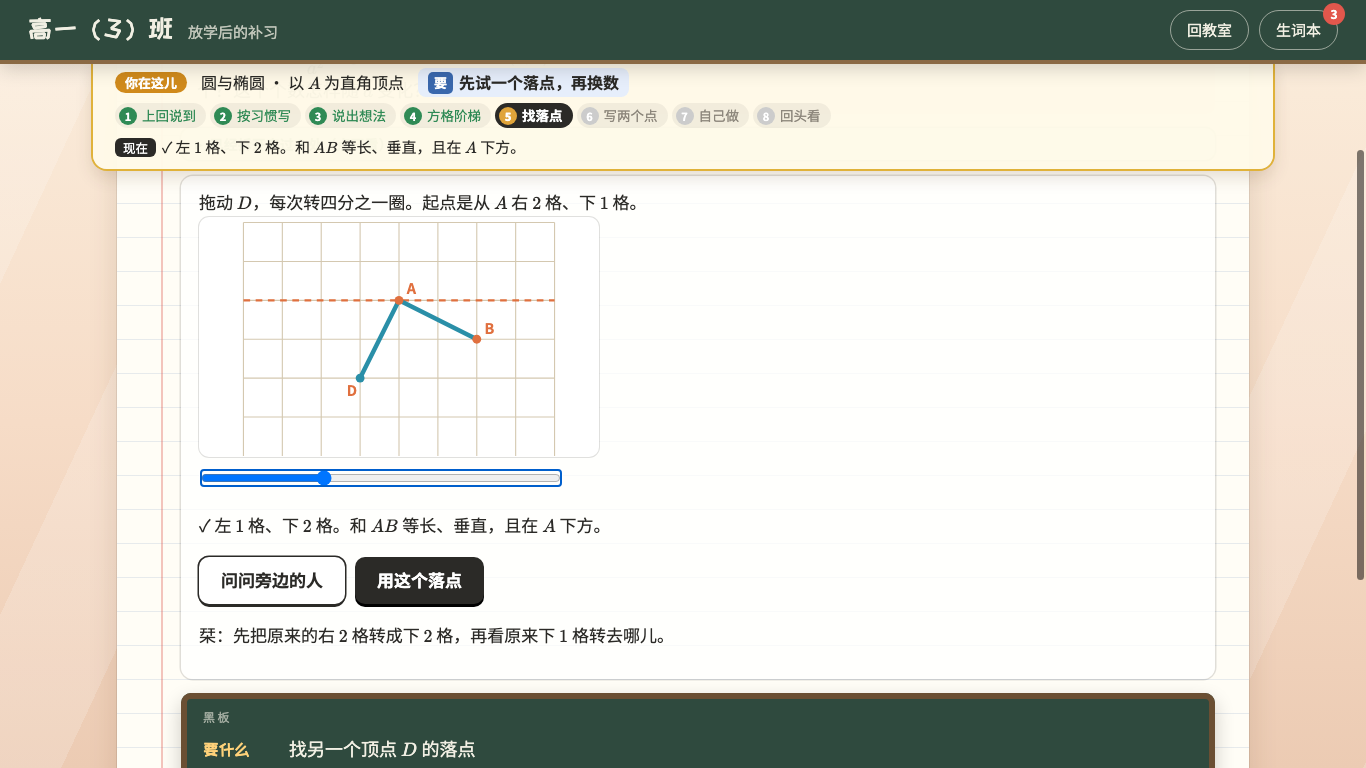 高一（3）班 放学后的补习 回教室 生词本 3
你在这儿 圆与椭圆 · 以 A 为直角顶点 要 先试一个落点，再换数
1 上回说到 2 按习惯写 3 说出想法 4 方格阶梯 5 找落点 6 写两个点 7 自己做 8 回头看
现在 ✓ 左 1 格、下 2 格。和 AB 等长、垂直，且在 A 下方。
拖动 D，每次转四分之一圈。起点是从 A 右 2 格、下 1 格。
A
B
D
✓ 左 1 格、下 2 格。和 AB 等长、垂直，且在 A 下方。
问问旁边的人 用这个落点
栞：先把原来的右 2 格转成下 2 格，再看原来下 1 格转去哪儿。
黑板
要什么 找另一个顶点 D 的落点